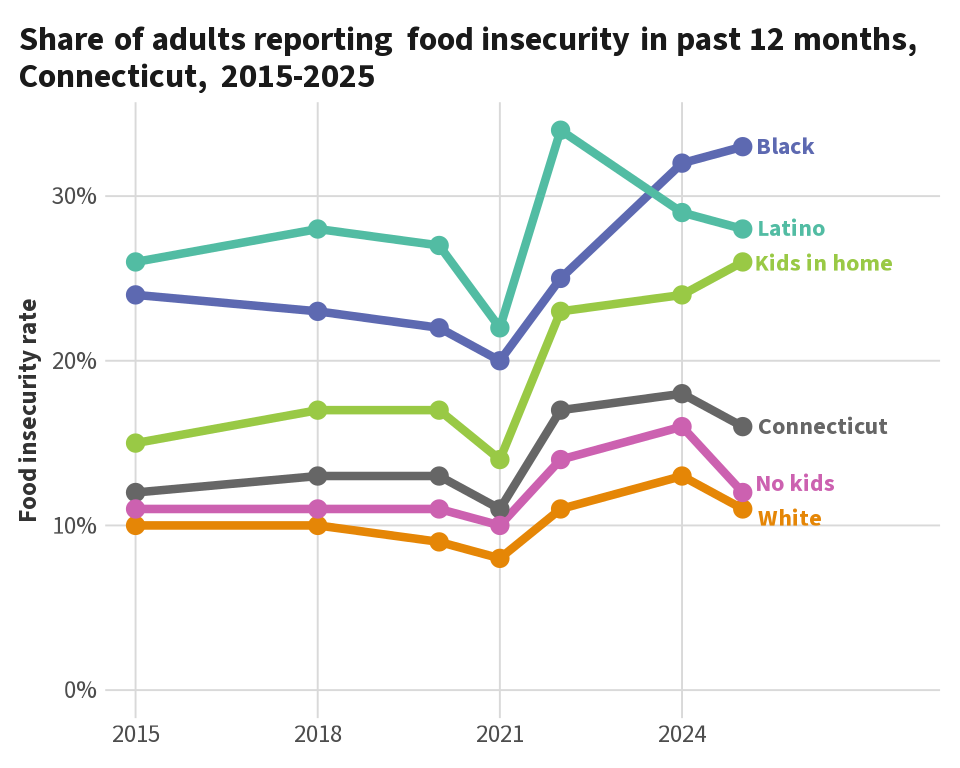 Share of adults reporting food insecurity in past 12 months,
Connecticut, 2015-2025
Food insecurity rate
30%
20%
10%
0%
2015
2018
2021
2024
Black
Latino
Kids in home
Connecticut
No kids
White